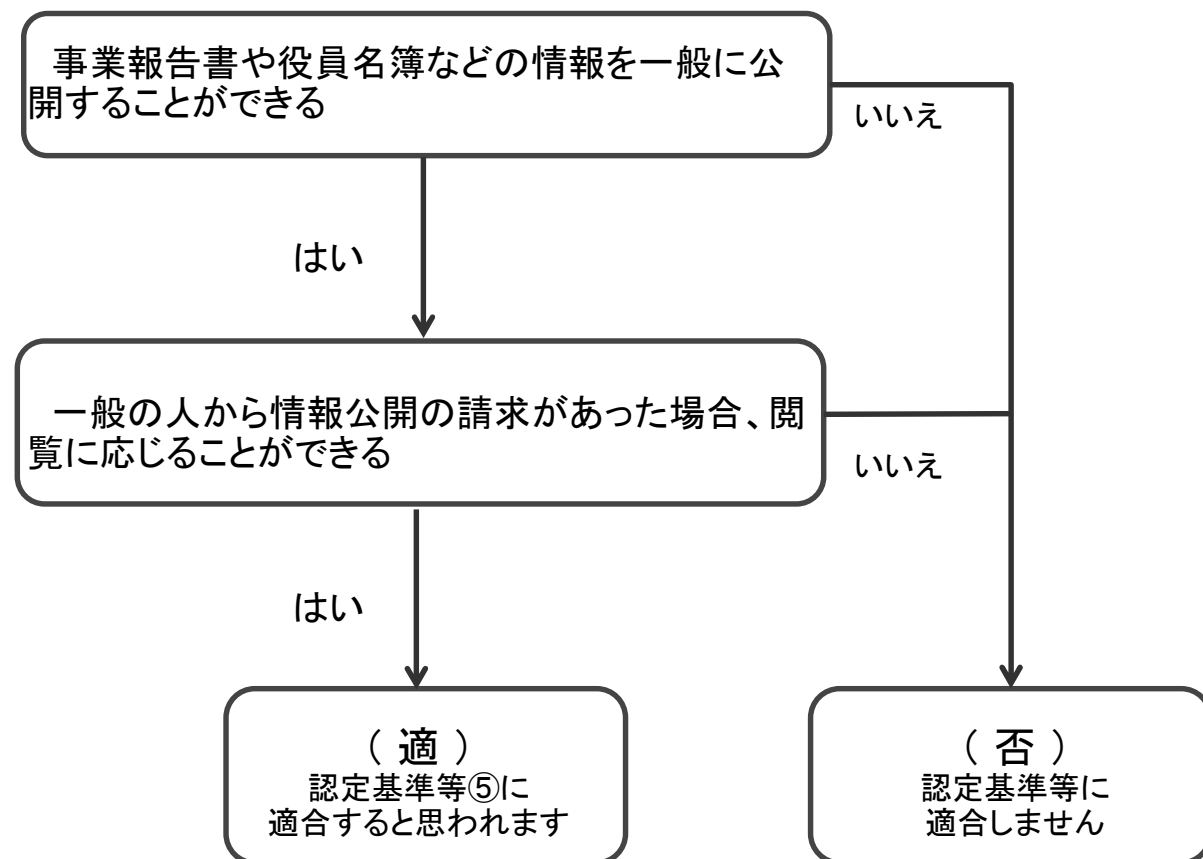 事業報告書や役員名簿などの情報を一般に公
開することができる
いいえ
はい
一般の人から情報公開の請求があった場合、閲
覧に応じることができる
いいえ
はい
（ 適 ）
認定基準等⑤に
適合すると思われます
（ 否 ）
認定基準等に
適合しません